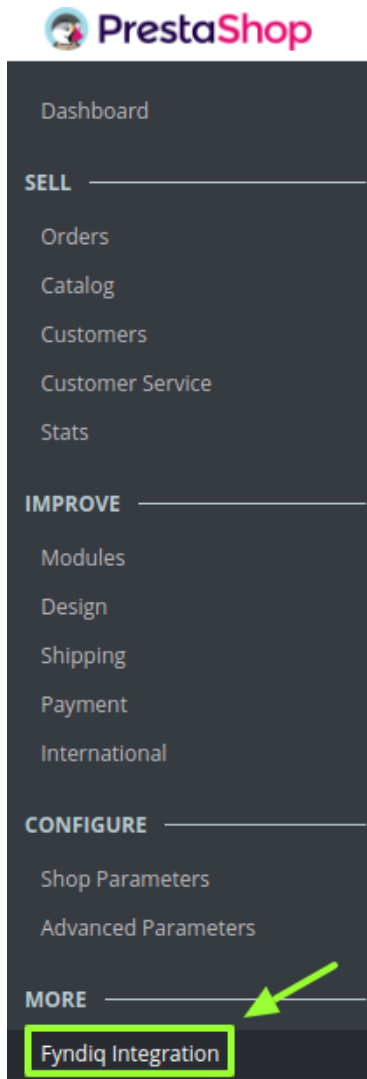 PrestaShop
Dashboard
SELL
Orders
Catalog
Customers
Customer Service
Stats
IMPROVE
Modules
Design
Shipping
Payment
International
CONFIGURE
Shop Parameters
Advanced Parameters
MORE
Fyndiq Integration